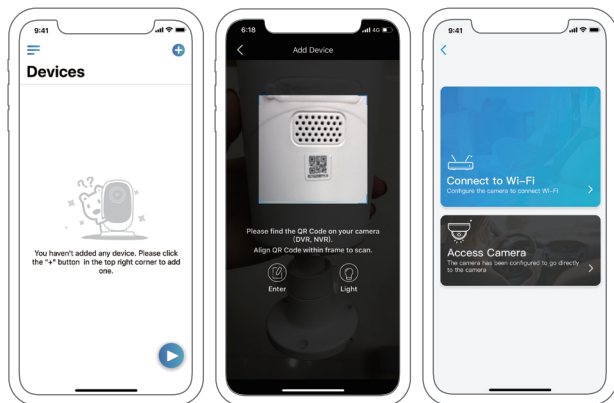 9:41
Devices
You haven't added any device. Please click
the "+" button in the top right corner to add
one.
6:18
4G
Add Device
Please find the QR Code on your camera
(DVR, NVR).
Align QR Code within frame to scan.
Enter
Light
9:41
Connect to Wi-Fi
Configure the camera to connect WI-FI
Access Camera
The camera has been configured to go directly
to the camera